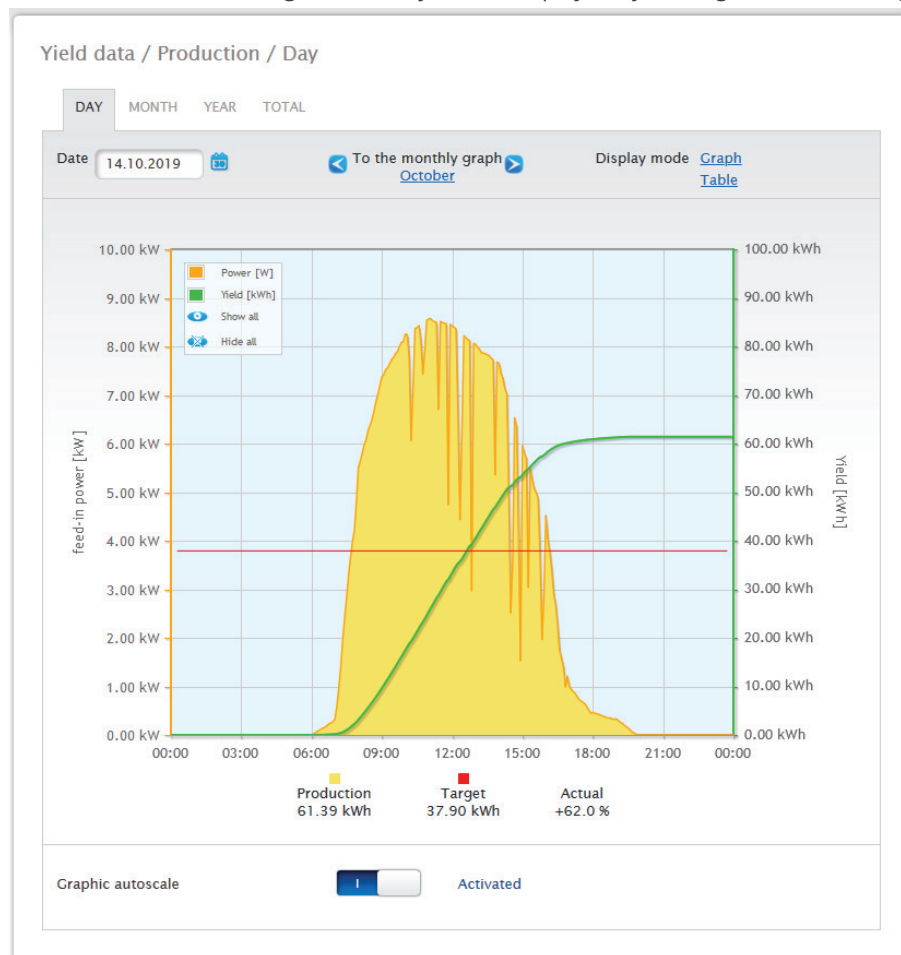 Yield data / Production / Day
DAY MONTH YEAR TOTAL
Date 14.10.2019 30 To the monthly graph Display mode Graph
October Table
10.00 kW 100.00 kWh
Power [W]
Yield [kWh]
9.00 kW 90.00 kWh
Show all
Hide all
8.00 kW 80.00 kWh
7.00 kW 70.00 kWh
6.00 kW 60.00 kWh
feed-in power [kW]
Yield [kWh]
5.00 kW 50.00 kWh
4.00 kW 40.00 kWh
3.00 kW 30.00 kWh
2.00 kW 20.00 kWh
1.00 kW 10.00 kWh
0.00 kW 0.00 kWh
00:00 03:00 06:00 09:00 12:00 15:00 18:00 21:00 00:00
Production Target Actual
61.39 kWh 37.90 kWh +62.0 %
Graphic autoscale I Activated